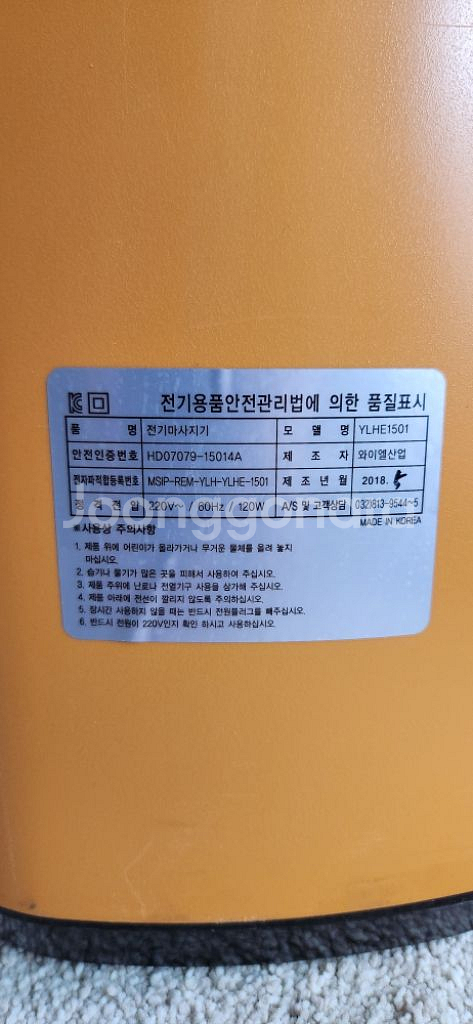 전기용품안전관리법에 의한 품질표시
품 명 전기마사지기 모 델 명 YLHE1501
안전인증번호 HD07079-15014A 제 조 자 와이엘산업
전자파적합등록번호 MSIP-REM-YLH-YLHE-1501 제 조 년 월 2018. 5
정 격 전 압 220V~ / 60Hz / 120W A/S 및 고객상담 032)813-9544~5
※사용상 주의사항 MADE IN KOREA
Joonggonara
1. 제품 위에 어린이가 올라가거나 무거운 물체를 올려 놓지
마십시오.
2. 습기나 물기가 많은 곳을 피해서 사용하여 주십시오.
3. 제품 주위에 난로나 전열기구 사용을 삼가해 주십시오.
4. 제품 아래에 전선이 깔리지 않도록 주의하십시오.
5. 장시간 사용하지 않을 때는 반드시 전원플러그를 빼주십시오.
6. 반드시 전원이 220V인지 확인 하시고 사용하십시오.